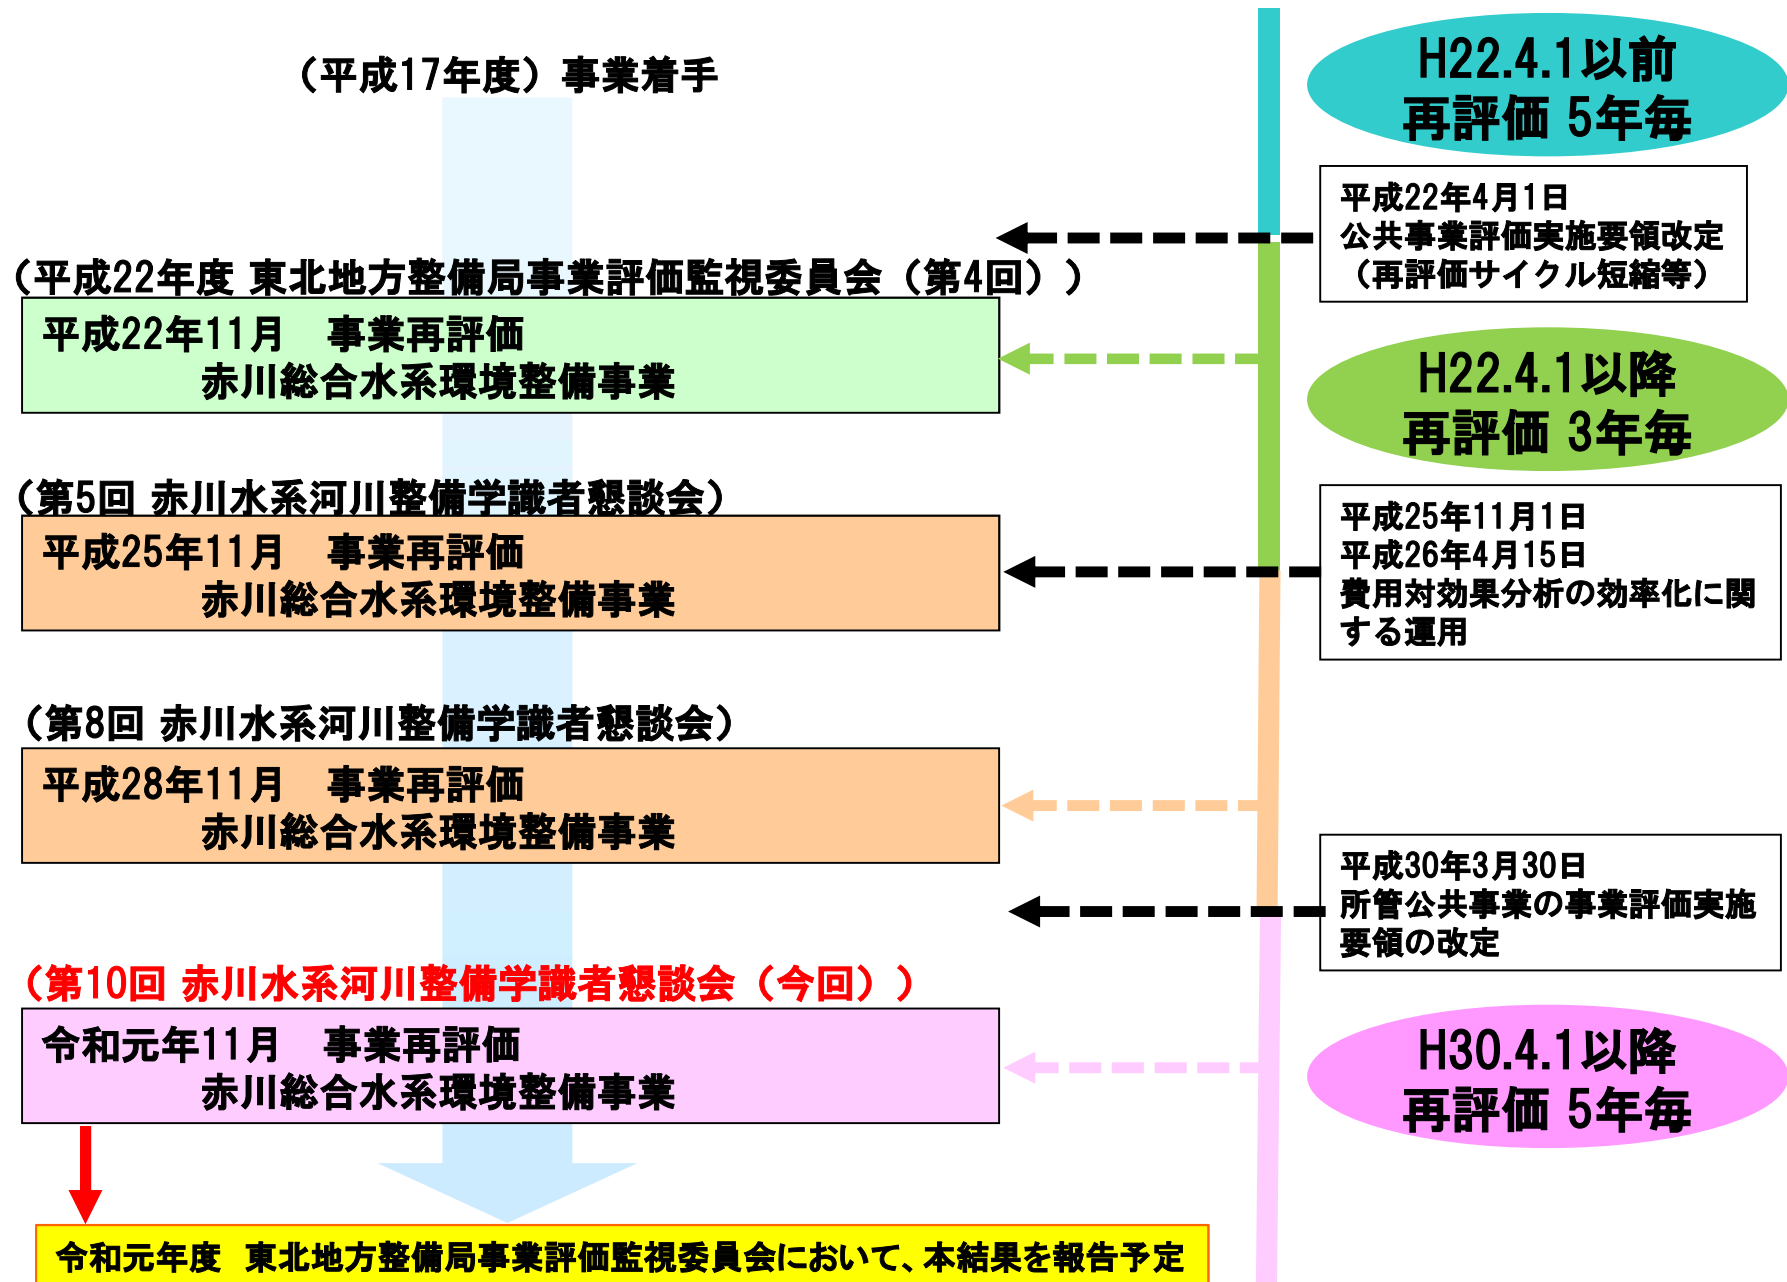 （平成17年度）事業着手
（平成22年度 東北地方整備局事業評価監視委員会（第4回））
平成22年11月　事業再評価
赤川総合水系環境整備事業
（第5回 赤川水系河川整備学識者懇談会）
平成25年11月　事業再評価
赤川総合水系環境整備事業
（第8回 赤川水系河川整備学識者懇談会）
平成28年11月　事業再評価
赤川総合水系環境整備事業
（第10回 赤川水系河川整備学識者懇談会（今回））
令和元年11月　事業再評価
赤川総合水系環境整備事業
令和元年度　東北地方整備局事業評価監視委員会において、本結果を報告予定
H22.4.1以前
再評価 5年毎
平成22年4月1日
公共事業評価実施要領改定
（再評価サイクル短縮等）
H22.4.1以降
再評価 3年毎
平成25年11月1日
平成26年4月15日
費用対効果分析の効率化に関
する運用
平成30年3月30日
所管公共事業の事業評価実施
要領の改定
H30.4.1以降
再評価 5年毎